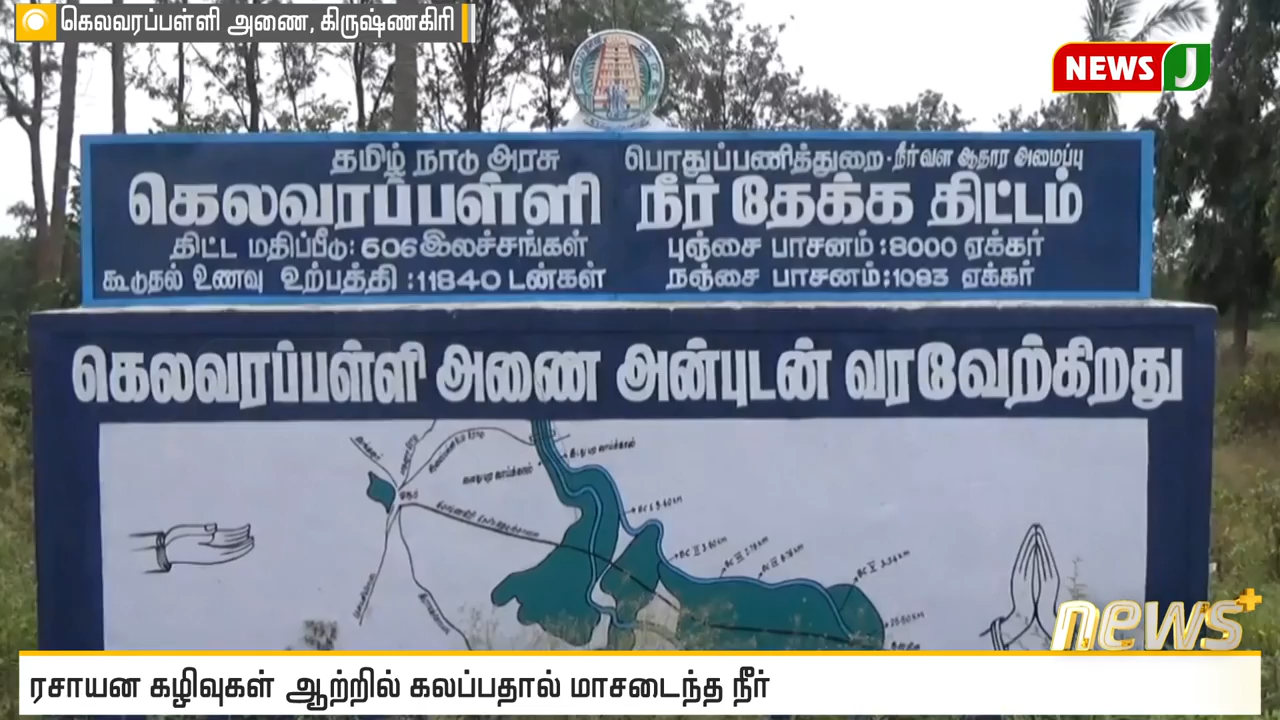 கெலவரப்பள்ளி அணை, கிருஷ்ணகிரி
NEWS J
தமிழ் நாடு அரசு பொதுப்பணித்துறை - நீர்வள ஆதார அமைப்பு
கெலவரப்பள்ளி நீர் தேக்க திட்டம்
திட்ட மதிப்பீடு: 606 இலச்சங்கள் புஞ்சை பாசனம் : 8000 ஏக்கர்
கூடுதல் உணவு உற்பத்தி : 11840 டன்கள் நஞ்சை பாசனம் : 1083 ஏக்கர்
கெலவரப்பள்ளி அணை அன்புடன் வரவேற்கிறது
news+
ரசாயன கழிவுகள் ஆற்றில் கலப்பதால் மாசடைந்த நீர்